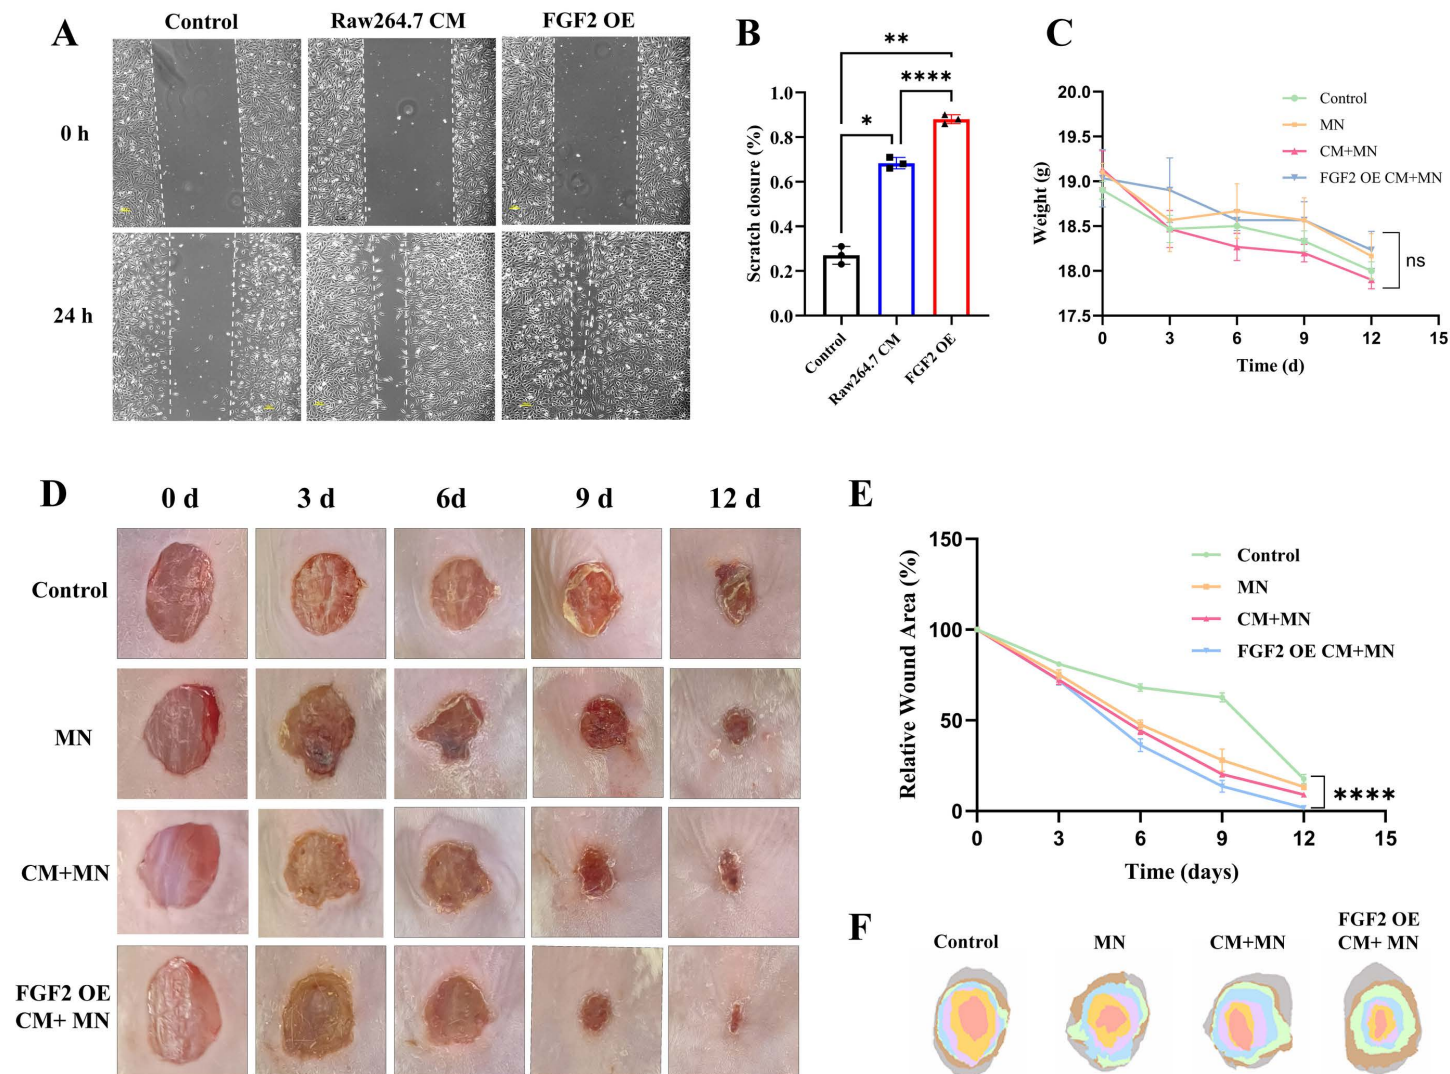 A
Control
Raw264.7 CM
FGF2 OE
0 h
24 h
B
**
****
*
1.0
0.8
0.6
0.4
0.2
0.0
Scratch closure (%)
Control
Raw264.7 CM
FGF2 OE
C
20.0
19.5
19.0
18.5
18.0
17.5
Weight (g)
0
3
6
9
12
15
Time (d)
Control
MN
CM+MN
FGF2 OE CM+MN
ns
D
0 d
3 d
6d
9 d
12 d
Control
MN
CM+MN
FGF2 OE
CM+ MN
E
150
100
50
0
Relative Wound Area (%)
0
3
6
9
12
15
Time (days)
Control
MN
CM+MN
FGF2 OE CM+MN
****
F
Control
MN
CM+MN
FGF2 OE
CM+ MN